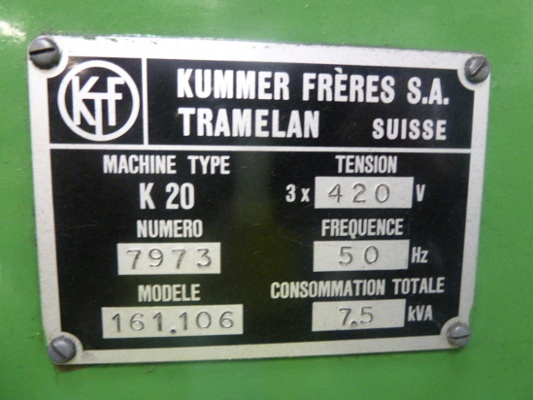 KTF
KUMMER FRÈRES S.A.
TRAMELAN SUISSE
MACHINE TYPE
K 20
NUMERO
7973
MODELE
161.106
TENSION
3 x 420 V
FREQUENCE
50 Hz
CONSOMMATION TOTALE
7.5 kVA